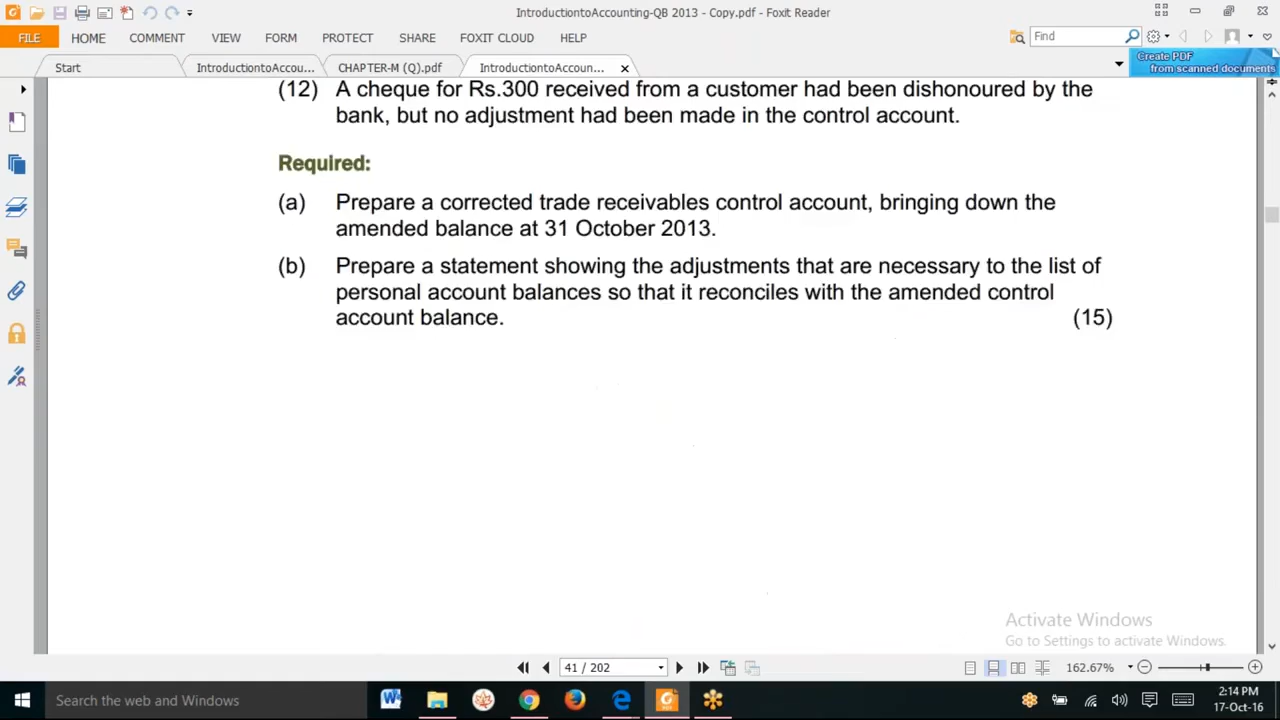 IntroductiontoAccounting-QB 2013 - Copy.pdf - Foxit Reader
FILE HOME COMMENT VIEW FORM PROTECT SHARE FOXIT CLOUD HELP
Find
Create PDF
from scanned documents
Start IntroductiontoAccou... CHAPTER-M (Q).pdf IntroductiontoAccoun...
(12) A cheque for Rs.300 received from a customer had been dishonoured by the
bank, but no adjustment had been made in the control account.
Required:
(a) Prepare a corrected trade receivables control account, bringing down the
amended balance at 31 October 2013.
(b) Prepare a statement showing the adjustments that are necessary to the list of
personal account balances so that it reconciles with the amended control
account balance. (15)
Activate Windows
Go to Settings to activate Windows.
41 / 202
162.67%
Search the web and Windows
2:14 PM
17-Oct-16